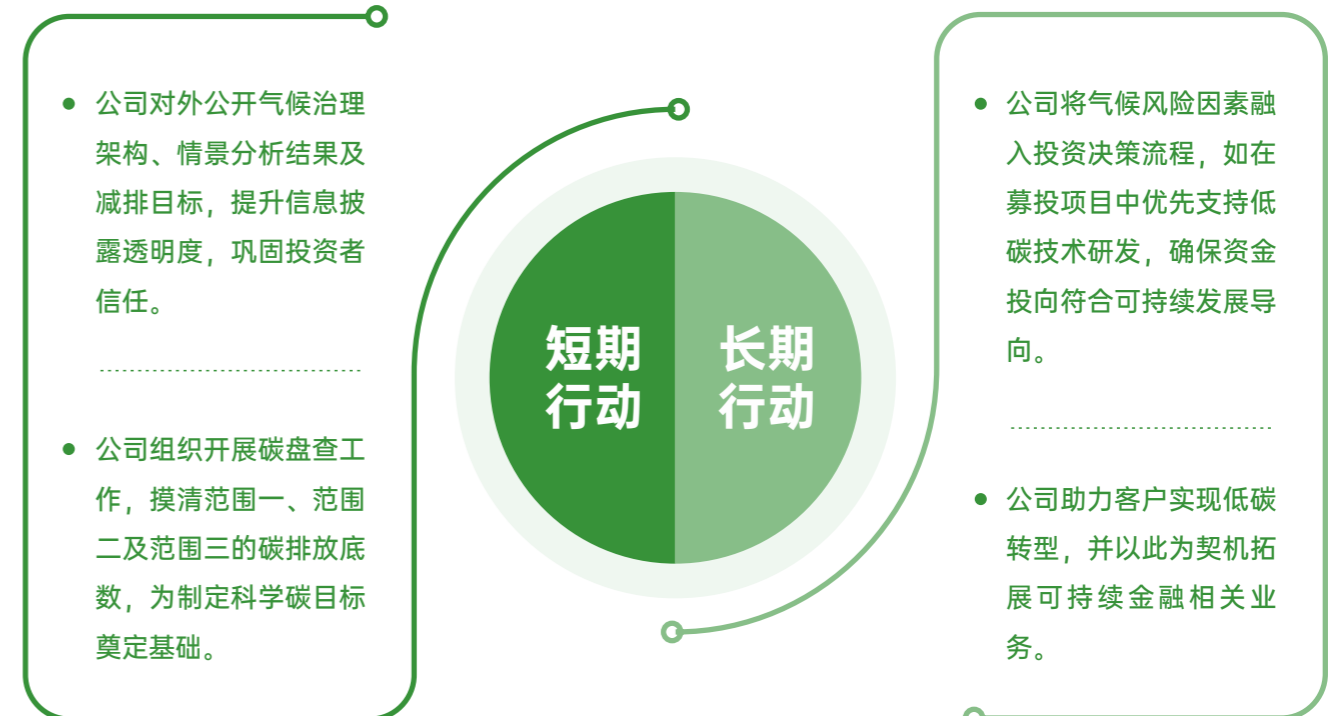 公司对外公开气候治理
架构、情景分析结果及
减排目标，提升信息披
露透明度，巩固投资者
信任。
公司组织开展碳盘查工
作，摸清范围一、范围
二及范围三的碳排放底
数，为制定科学碳目标
奠定基础。
短期
行动
长期
行动
公司将气候风险因素融
入投资决策流程，如在
募投项目中优先支持低
碳技术研发，确保资金
投向符合可持续发展导
向。
公司助力客户实现低碳
转型，并以此为契机拓
展可持续金融相关业
务。